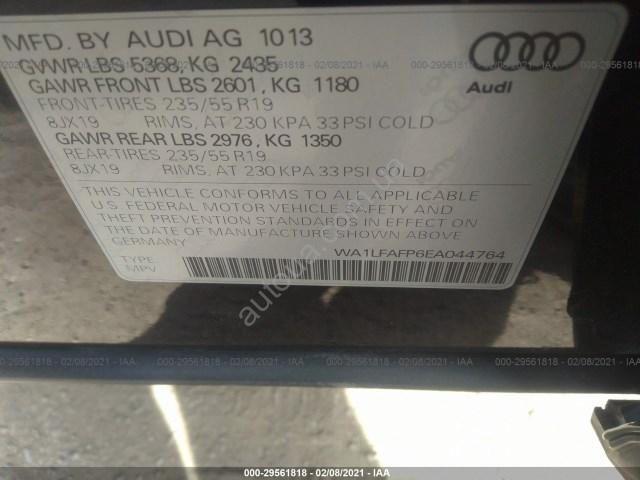 MFD. BY AUDI AG 1013
GVWR LBS 5368, KG 2435
GAWR FRONT LBS 2601, KG 1180
FRONT-TIRES 235/55 R19
8JX19 RIMS, AT 230 KPA 33 PSI COLD
GAWR REAR LBS 2976, KG 1350
REAR-TIRES 235/55 R19
8JX19 RIMS, AT 230 KPA 33 PSI COLD
Audi
THIS VEHICLE CONFORMS TO ALL APPLICABLE
U.S. FEDERAL MOTOR VEHICLE SAFETY AND
THEFT PREVENTION STANDARDS IN EFFECT ON
THE DATE OF MANUFACTURE SHOWN ABOVE
GERMANY
WA1LFAFP6EA044764
TYPE
MPV
000-29561818 - 02/08/2021 - IAA